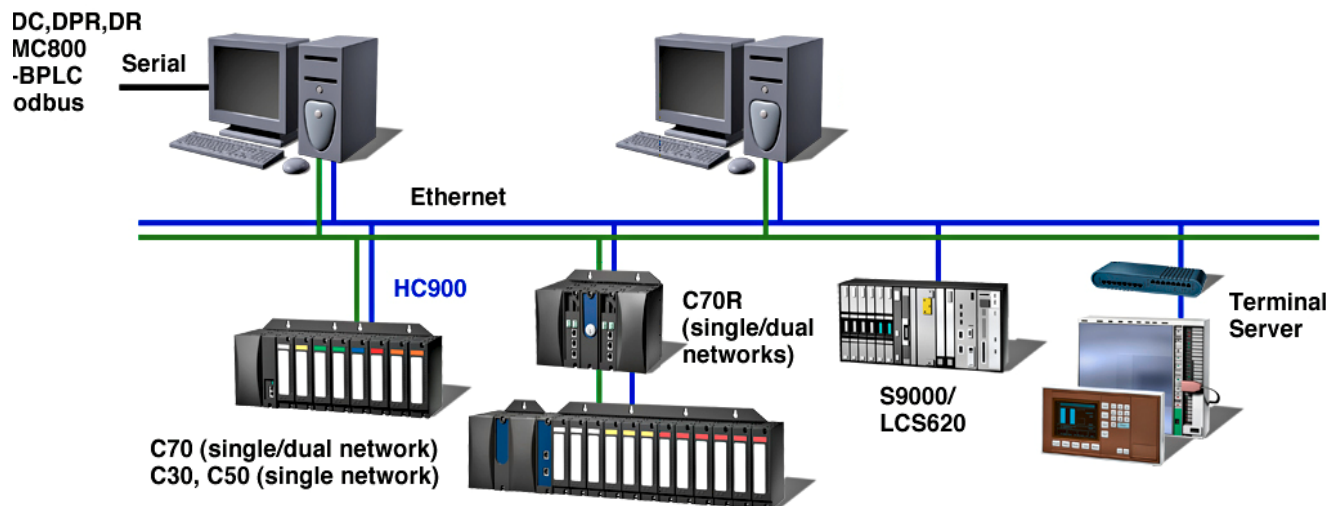 DC,DPR,DR
MC800
-BPLC
odbus
Serial
Ethernet
HC900
C70R
(single/dual
networks)
Terminal
Server
S9000/
LCS620
C70 (single/dual network)
C30, C50 (single network)